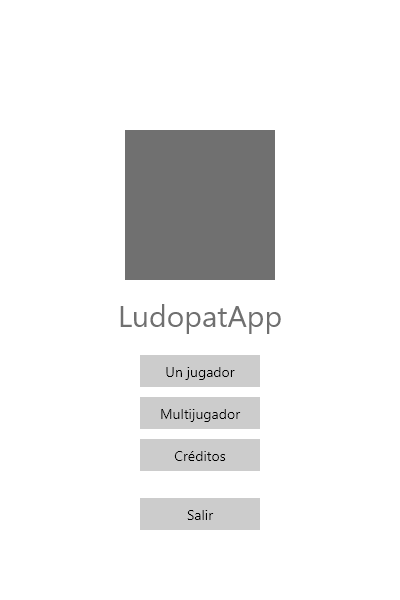 LudopatApp
Un jugador
Multijugador
Créditos
Salir